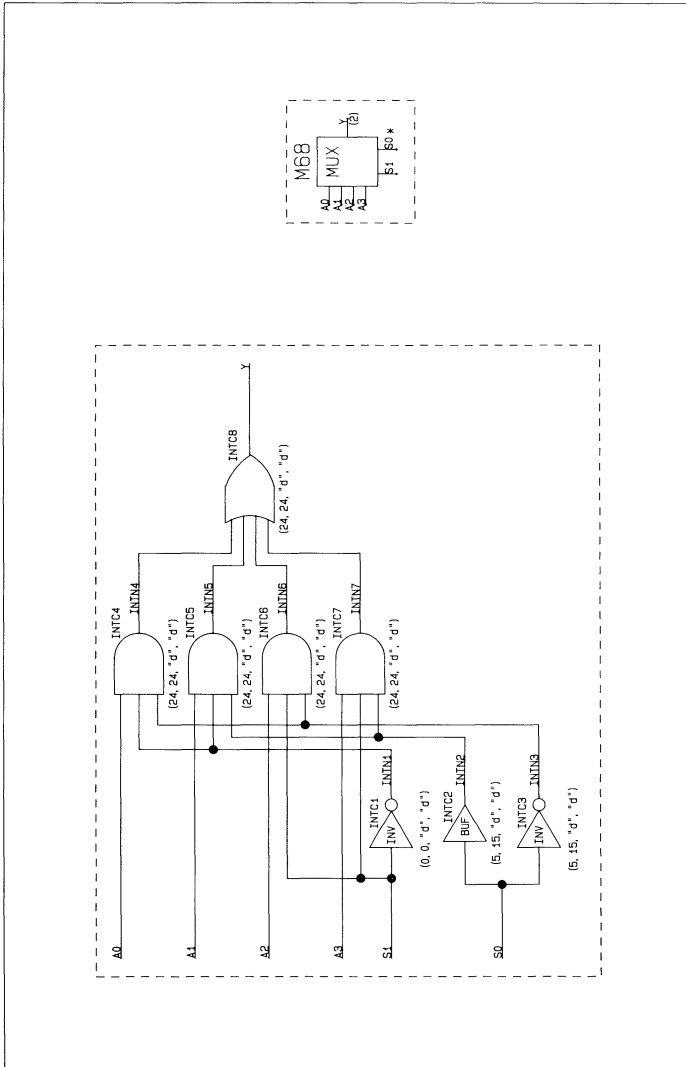 M68
MUX
A0
A1
A2
A3
Y
(2)
S1
S0 *
A0
A1
A2
A3
S1
S0
INTC4
INTN4
(24, 24, "d", "d")
INTC5
INTN5
(24, 24, "d", "d")
INTC6
INTN6
(24, 24, "d", "d")
INTC7
INTN7
(24, 24, "d", "d")
INTC8
(24, 24, "d", "d")
Y
INTC1
INV
INTN1
(0, 0, "d", "d")
INTC2
BUF
INTN2
(5, 15, "d", "d")
INTC3
INV
INTN3
(5, 15, "d", "d")